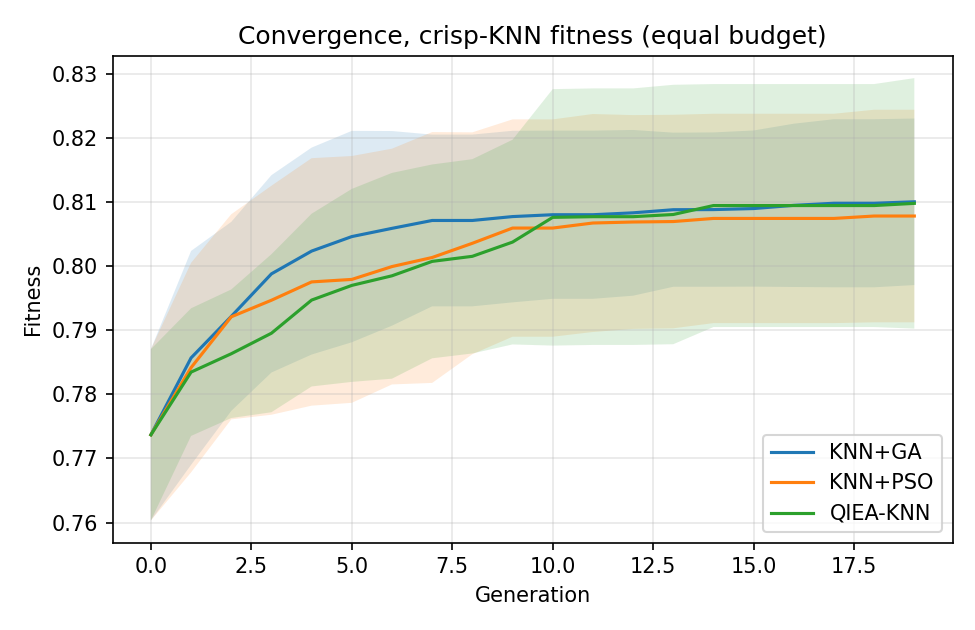 Convergence, crisp-KNN fitness (equal budget)
Fitness
0.83
0.82
0.81
0.80
0.79
0.78
0.77
0.76
KNN+GA
KNN+PSO
QIEA-KNN
0.0 2.5 5.0 7.5 10.0 12.5 15.0 17.5
Generation